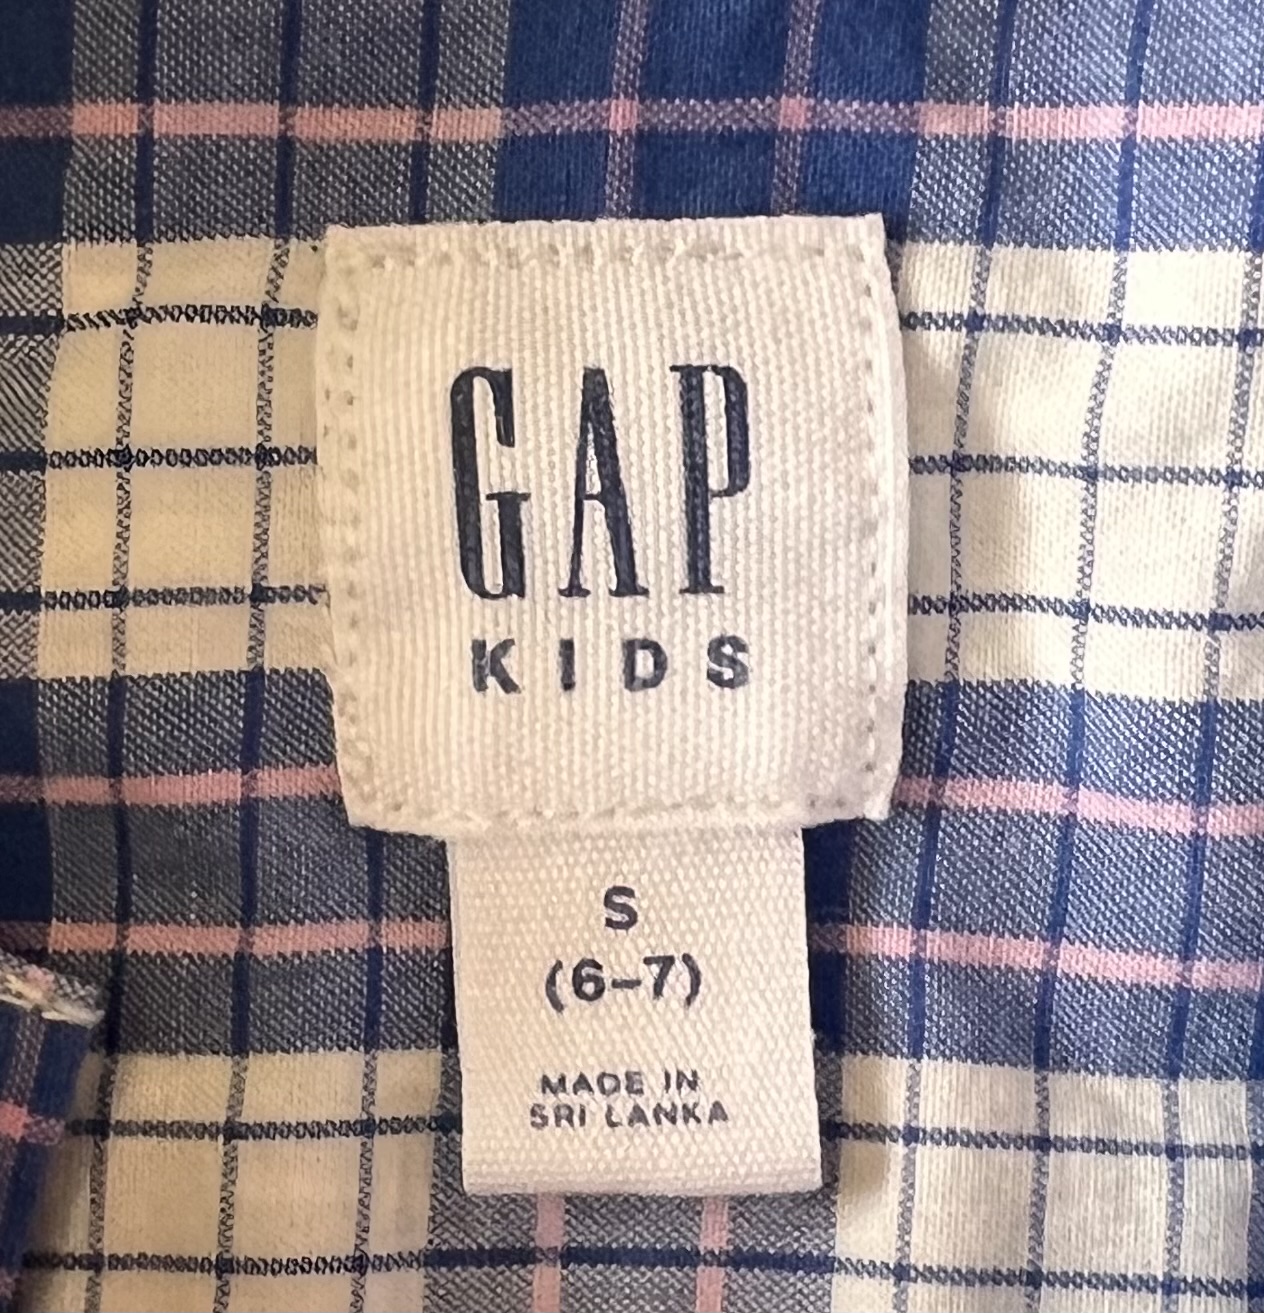 GAP
KIDS
S
(6–7)
MADE IN
SRI LANKA